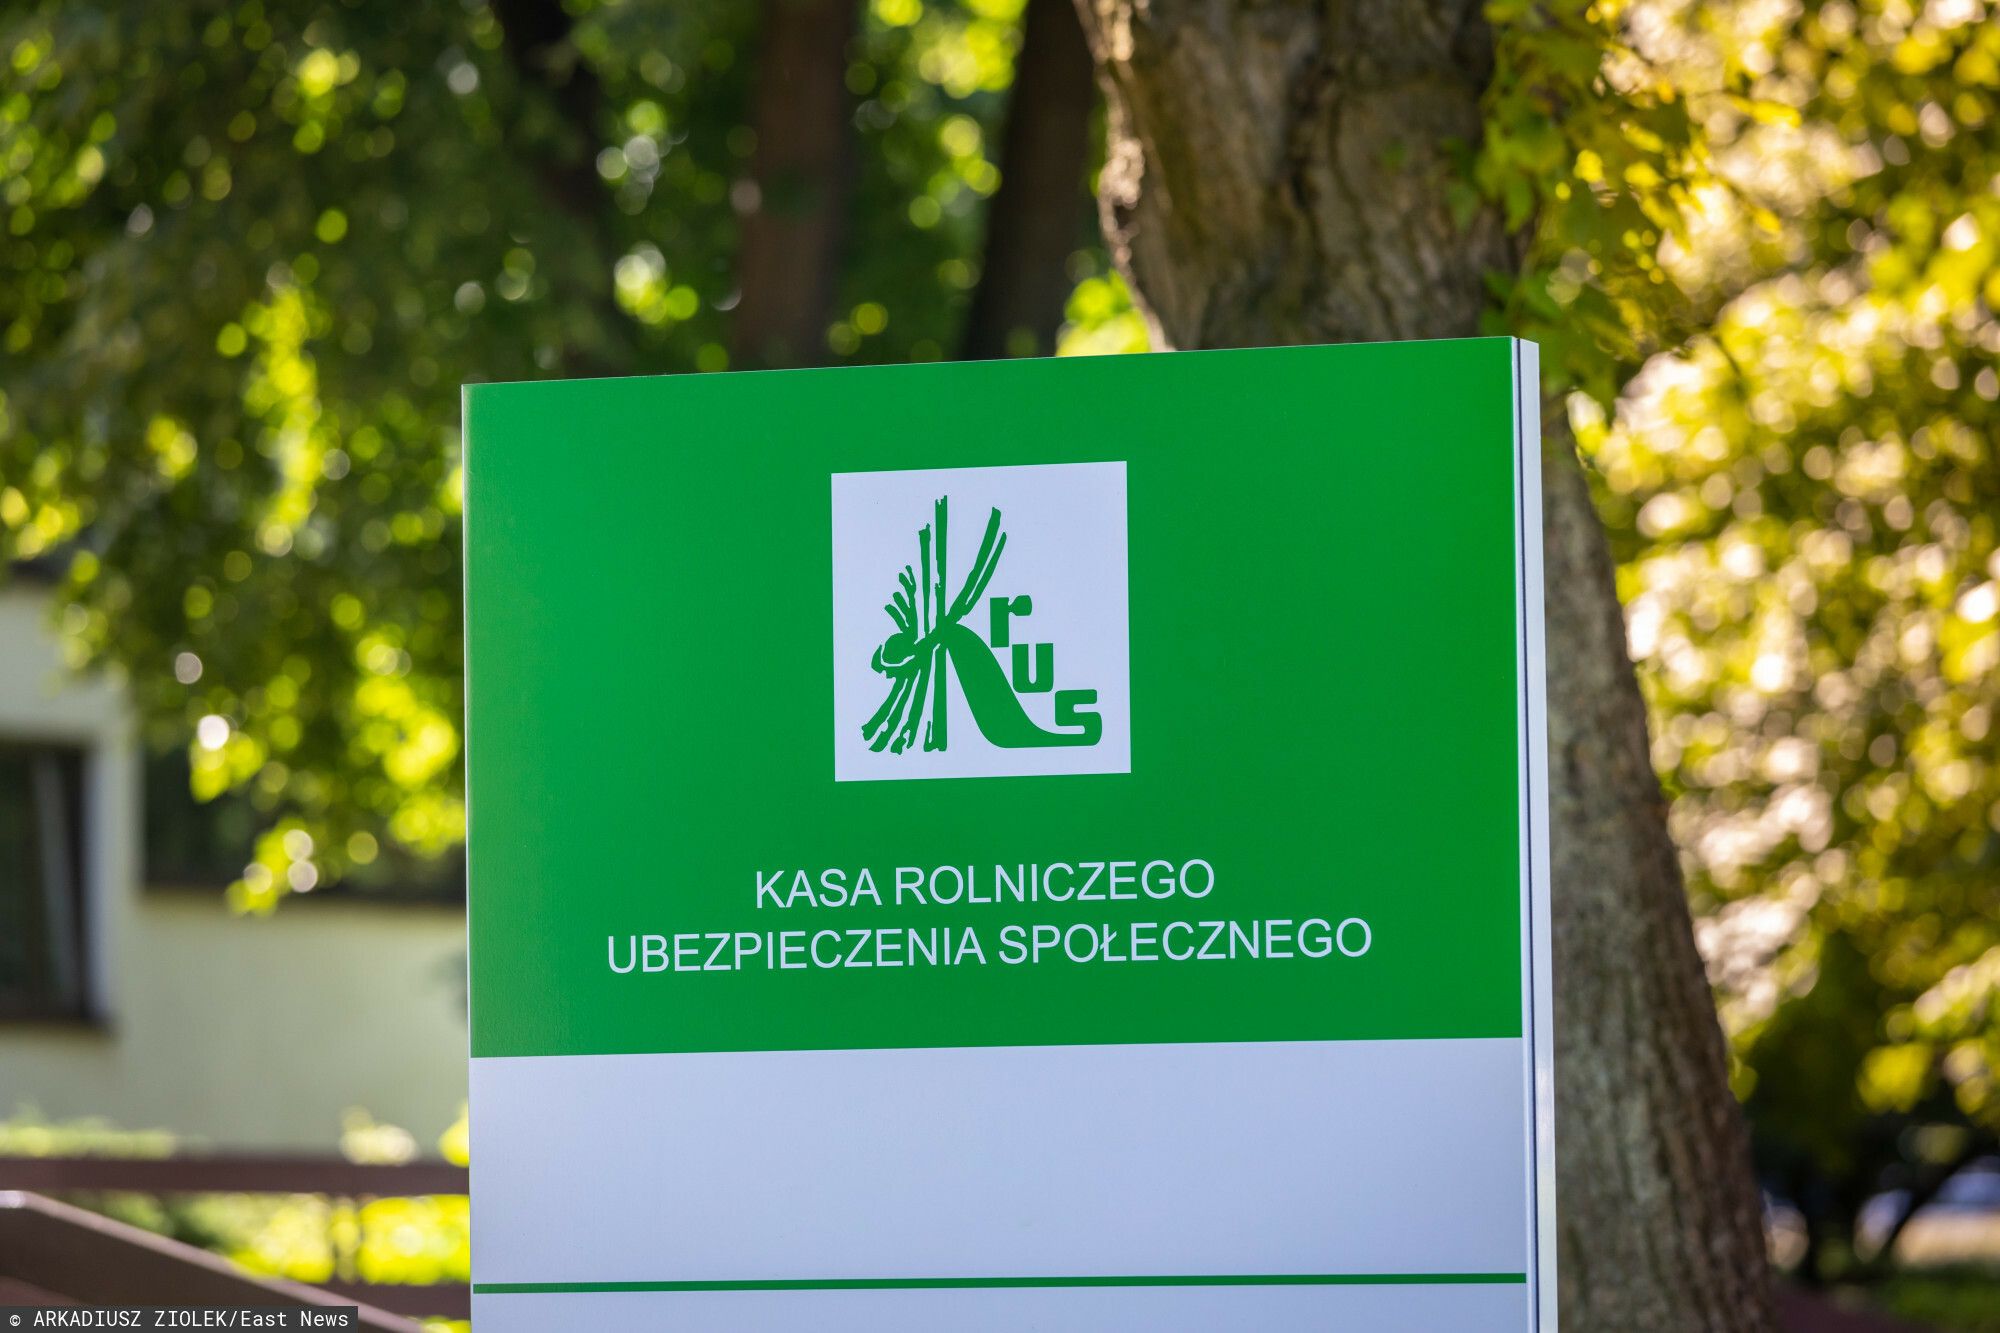 Krus
KASA ROLNICZEGO
UBEZPIECZENIA SPOŁECZNEGO
© ARKADIUSZ ZIOLEK/East News